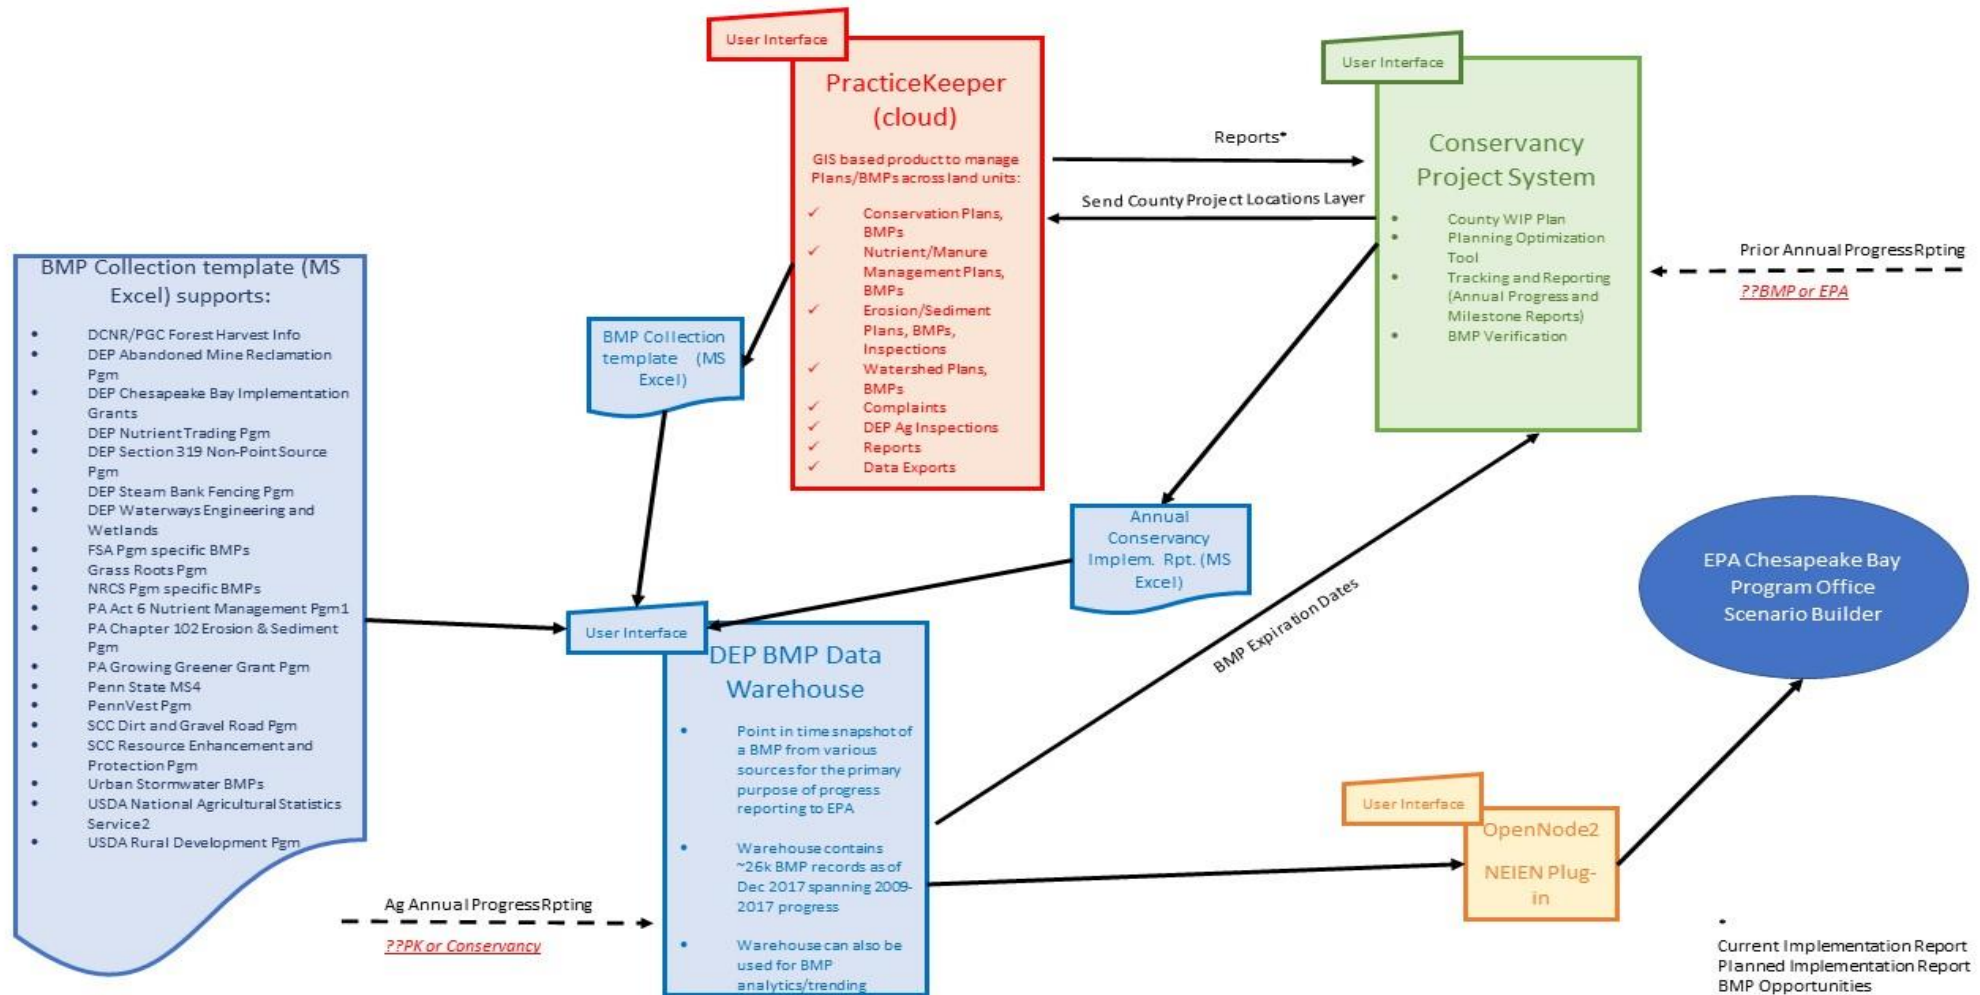 User Interface
PracticeKeeper
(cloud)
GIS based product to manage
Plans/BMPs across land units:
✓ Conservation Plans,
BMPs
✓ Nutrient/Manure
Management Plans,
BMPs
✓ Erosion/Sediment
Plans, BMPs,
Inspections
✓ Watershed Plans,
BMPs
✓ Complaints
✓ DEP Ag Inspections
✓ Reports
✓ Data Exports
Reports*
Send County Project Locations Layer
User Interface
Conservancy
Project System
• County WIP Plan
• Planning Optimization
Tool
• Tracking and Reporting
(Annual Progress and
Milestone Reports)
• BMP Verification
Prior Annual Progress Rpting
??BMP or EPA
BMP Collection template (MS
Excel) supports:
• DCNR/PGC Forest Harvest Info
• DEP Abandoned Mine Reclamation
Pgm
• DEP Chesapeake Bay Implementation
Grants
• DEP Nutrient Trading Pgm
• DEP Section 319 Non-Point Source
Pgm
• DEP Steam Bank Fencing Pgm
• DEP Waterways Engineering and
Wetlands
• FSA Pgm specific BMPs
• Grass Roots Pgm
• NRCS Pgm specific BMPs
• PA Act 6 Nutrient Management Pgm1
• PA Chapter 102 Erosion & Sediment
Pgm
• PA Growing Greener Grant Pgm
• Penn State MS4
• PennVest Pgm
• SCC Dirt and Gravel Road Pgm
• SCC Resource Enhancement and
Protection Pgm
• Urban Stormwater BMPs
• USDA National Agricultural Statistics
Service2
• USDA Rural Development Pgm
BMP Collection
template (MS
Excel)
Annual
Conservancy
Implem. Rpt. (MS
Excel)
User Interface
DEP BMP Data
Warehouse
• Point in time snapshot of
a BMP from various
sources for the primary
purpose of progress
reporting to EPA
• Warehouse contains
~26k BMP records as of
Dec 2017 spanning 2009-
2017 progress
• Warehouse can also be
used for BMP
analytics/trending
Ag Annual Progress Rpting
??PK or Conservancy
BMP Expiration Dates
User Interface
OpenNode2
NEIEN Plug-
in
EPA Chesapeake Bay
Program Office
Scenario Builder
*
Current Implementation Report
Planned Implementation Report
BMP Opportunities